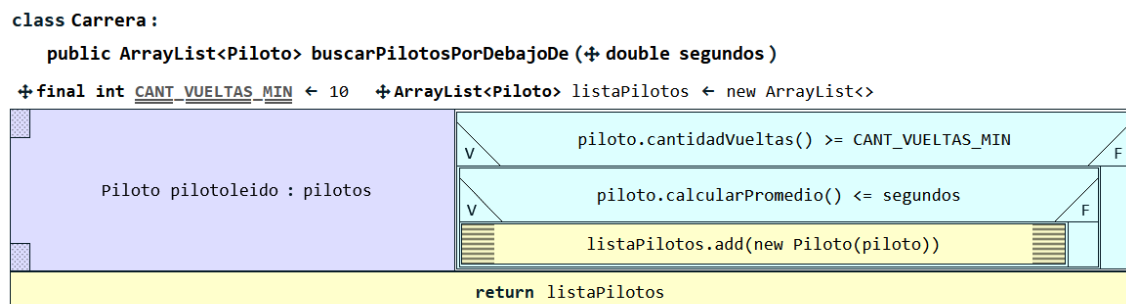 class Carrera :
public ArrayList<Piloto> buscarPilotosPorDebajoDe (✢ double segundos )
✢ final int CANT_VUELTAS_MIN ← 10 ✢ ArrayList<Piloto> listaPilotos ← new ArrayList<>
piloto.cantidadVueltas() >= CANT_VUELTAS_MIN
V F
Piloto pilotoleido : pilotos
piloto.calcularPromedio() <= segundos
V F
listaPilotos.add(new Piloto(piloto))
return listaPilotos